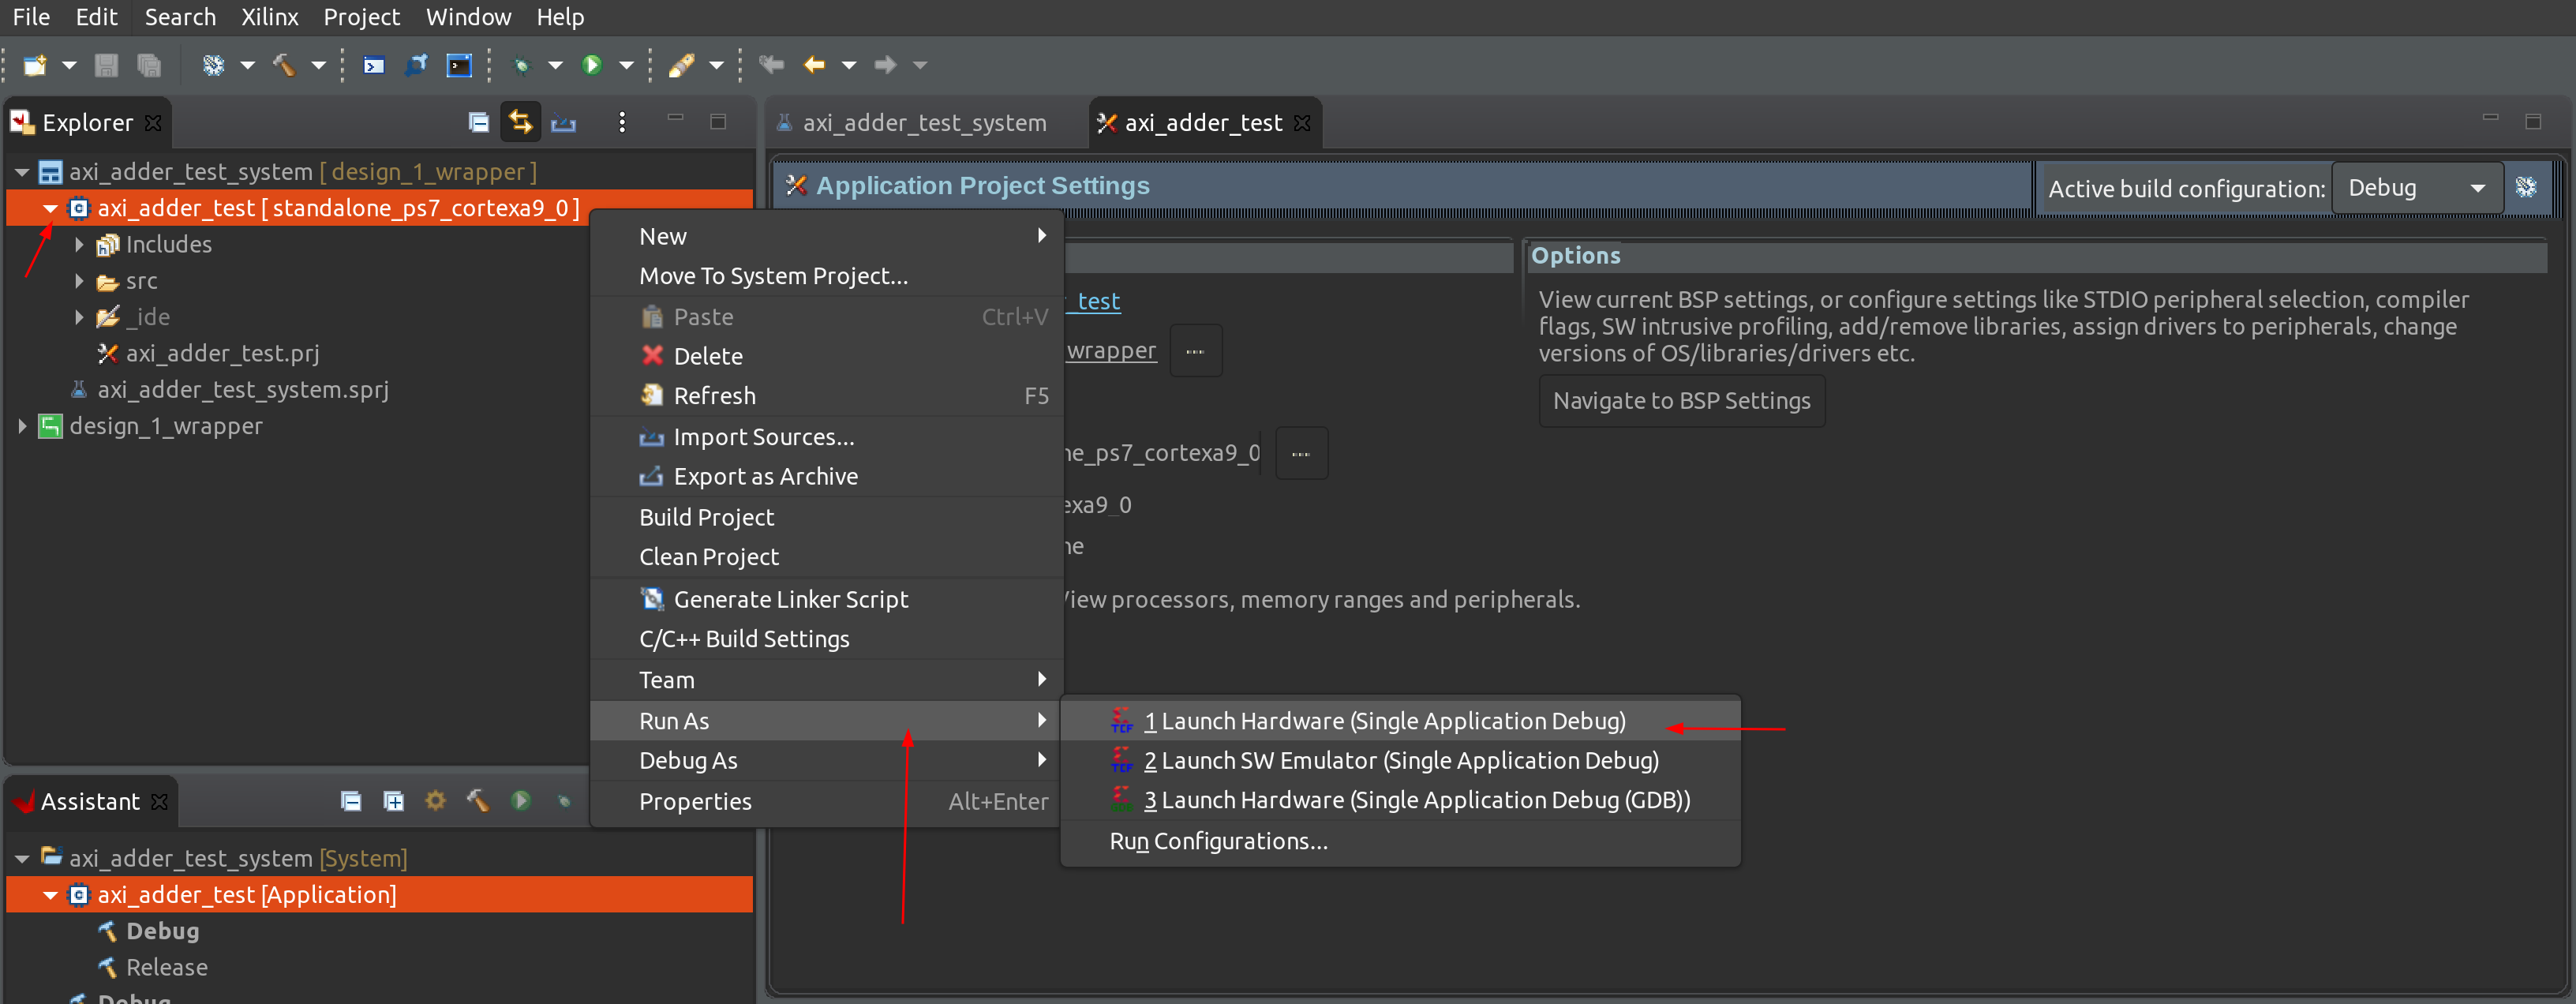 File Edit Search Xilinx Project Window Help
Explorer
axi_adder_test_system [ design_1_wrapper ]
axi_adder_test [ standalone_ps7_cortexa9_0 ]
Includes
src
_ide
axi_adder_test.prj
axi_adder_test_system.sprj
design_1_wrapper
Assistant
axi_adder_test_system [System]
axi_adder_test [Application]
Debug
Release
Debug
New
Move To System Project...
Paste Ctrl+V
Delete
Refresh F5
Import Sources...
Export as Archive
Build Project
Clean Project
Generate Linker Script
C/C++ Build Settings
Team
Run As
Debug As
Properties Alt+Enter
1 Launch Hardware (Single Application Debug)
2 Launch SW Emulator (Single Application Debug)
3 Launch Hardware (Single Application Debug (GDB))
Run Configurations...
axi_adder_test_system axi_adder_test
Application Project Settings
Active build configuration: Debug
_test
wrapper ...
ne_ps7_cortexa9_0 ...
exa9_0
ne
View processors, memory ranges and peripherals.
Options
View current BSP settings, or configure settings like STDIO peripheral selection, compiler
flags, SW intrusive profiling, add/remove libraries, assign drivers to peripherals, change
versions of OS/libraries/drivers etc.
Navigate to BSP Settings